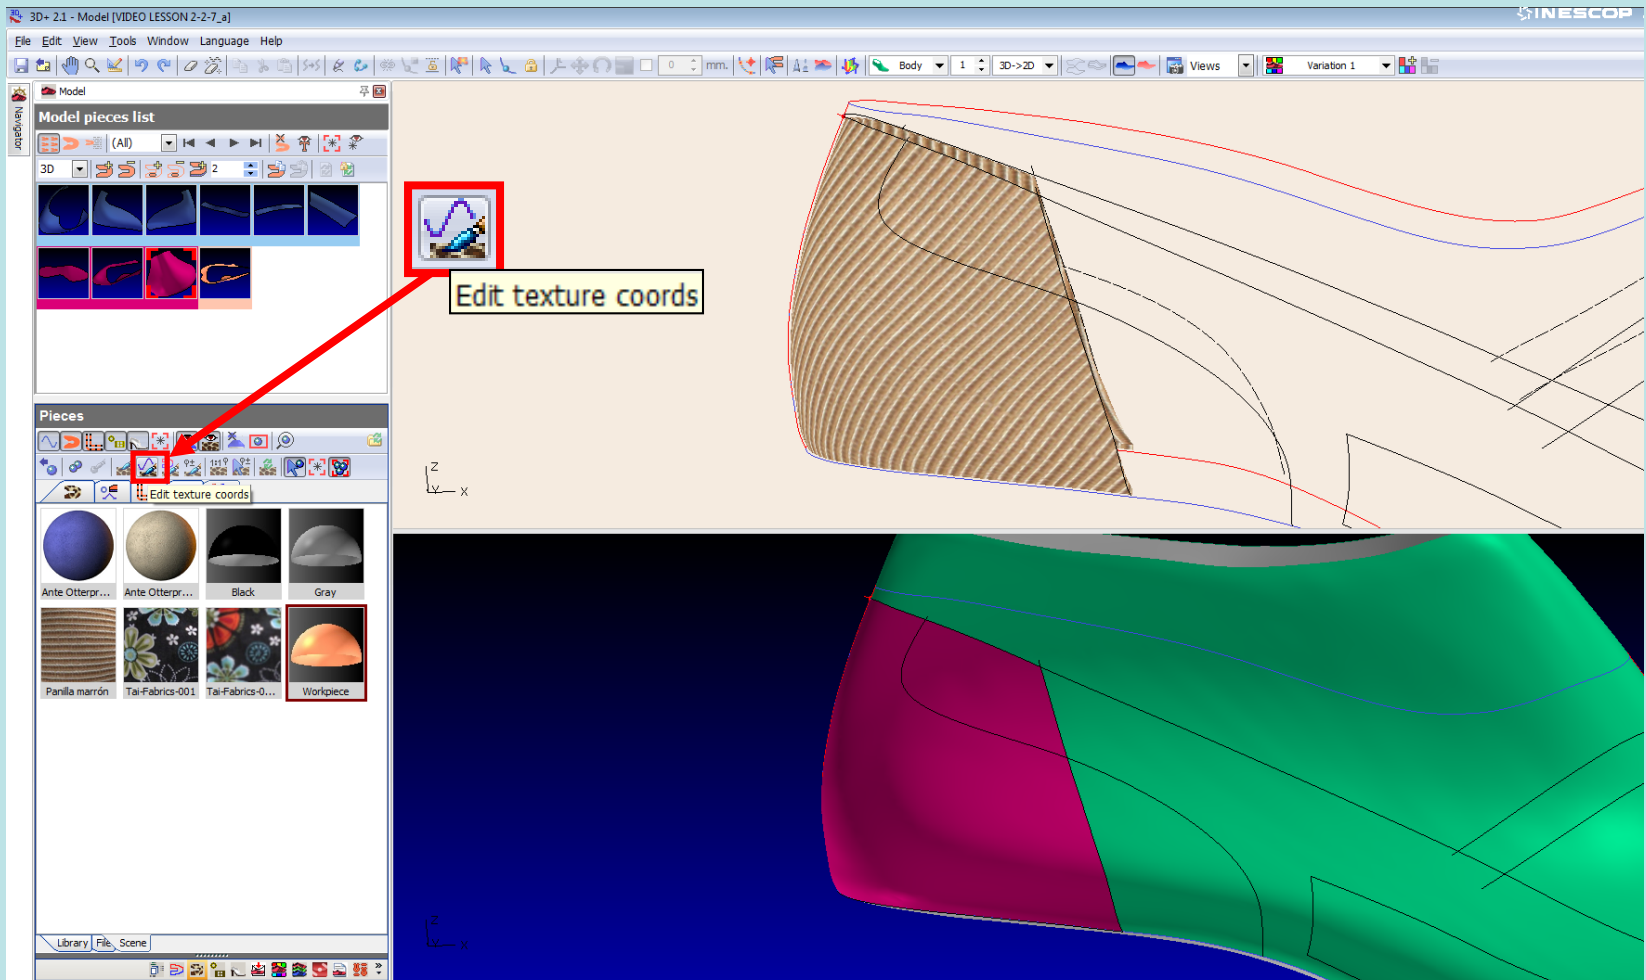 3D+ 2.1 - Model [VIDEO LESSON 2-2-7_a]
INESCOP
File Edit View Tools Window Language Help
0 mm. Body 1 3D->2D Views Variation 1
Navigator
Model
Model pieces list
(All)
3D 2
Edit texture coords
Pieces
Edit texture coords
Ante Otterpr... Ante Otterpr... Black Gray
Panilla marrón Tai-Fabrics-001 Tai-Fabrics-0... Workpiece
Z
Y X
Z
Y X
Library File Scene